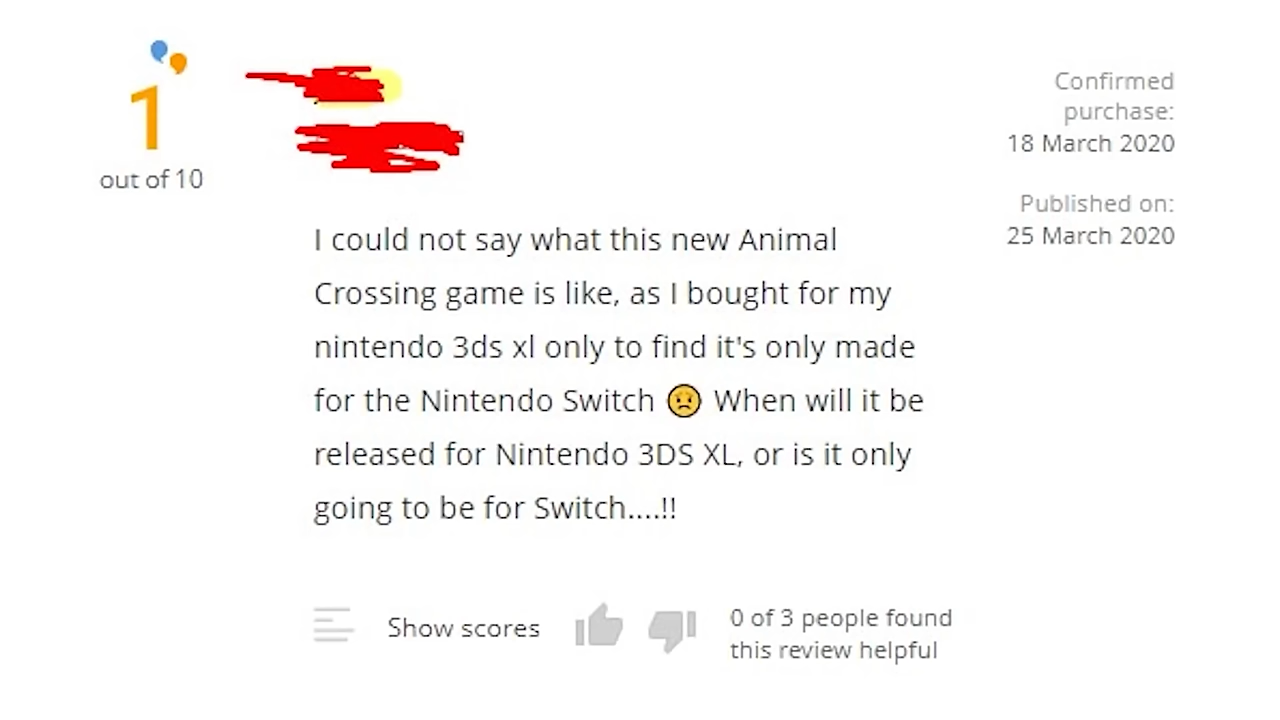 1
out of 10
Confirmed
purchase:
18 March 2020
Published on:
25 March 2020
I could not say what this new Animal
Crossing game is like, as I bought for my
nintendo 3ds xl only to find it's only made
for the Nintendo Switch 😟 When will it be
released for Nintendo 3DS XL, or is it only
going to be for Switch....!!
Show scores
0 of 3 people found
this review helpful